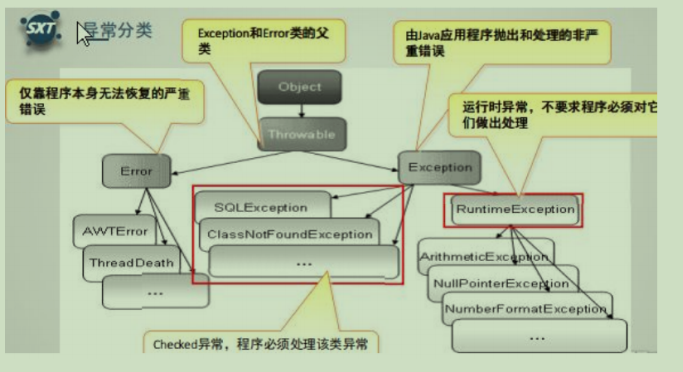 SXT 异常分类
Exception和Error类的父
类
由Java应用程序抛出和处理的非严
重错误
仅靠程序本身无法恢复的严重
错误
Object
运行时异常，不要求程序必须对它
们做出处理
Throwable
Error
Exception
SQLException
RuntimeException
AWTError
ClassNotFoundException
ThreadDeath
...
ArithmeticException
...
NullPointerException
NumberFormatException
...
Checked异常，程序必须处理该类异常